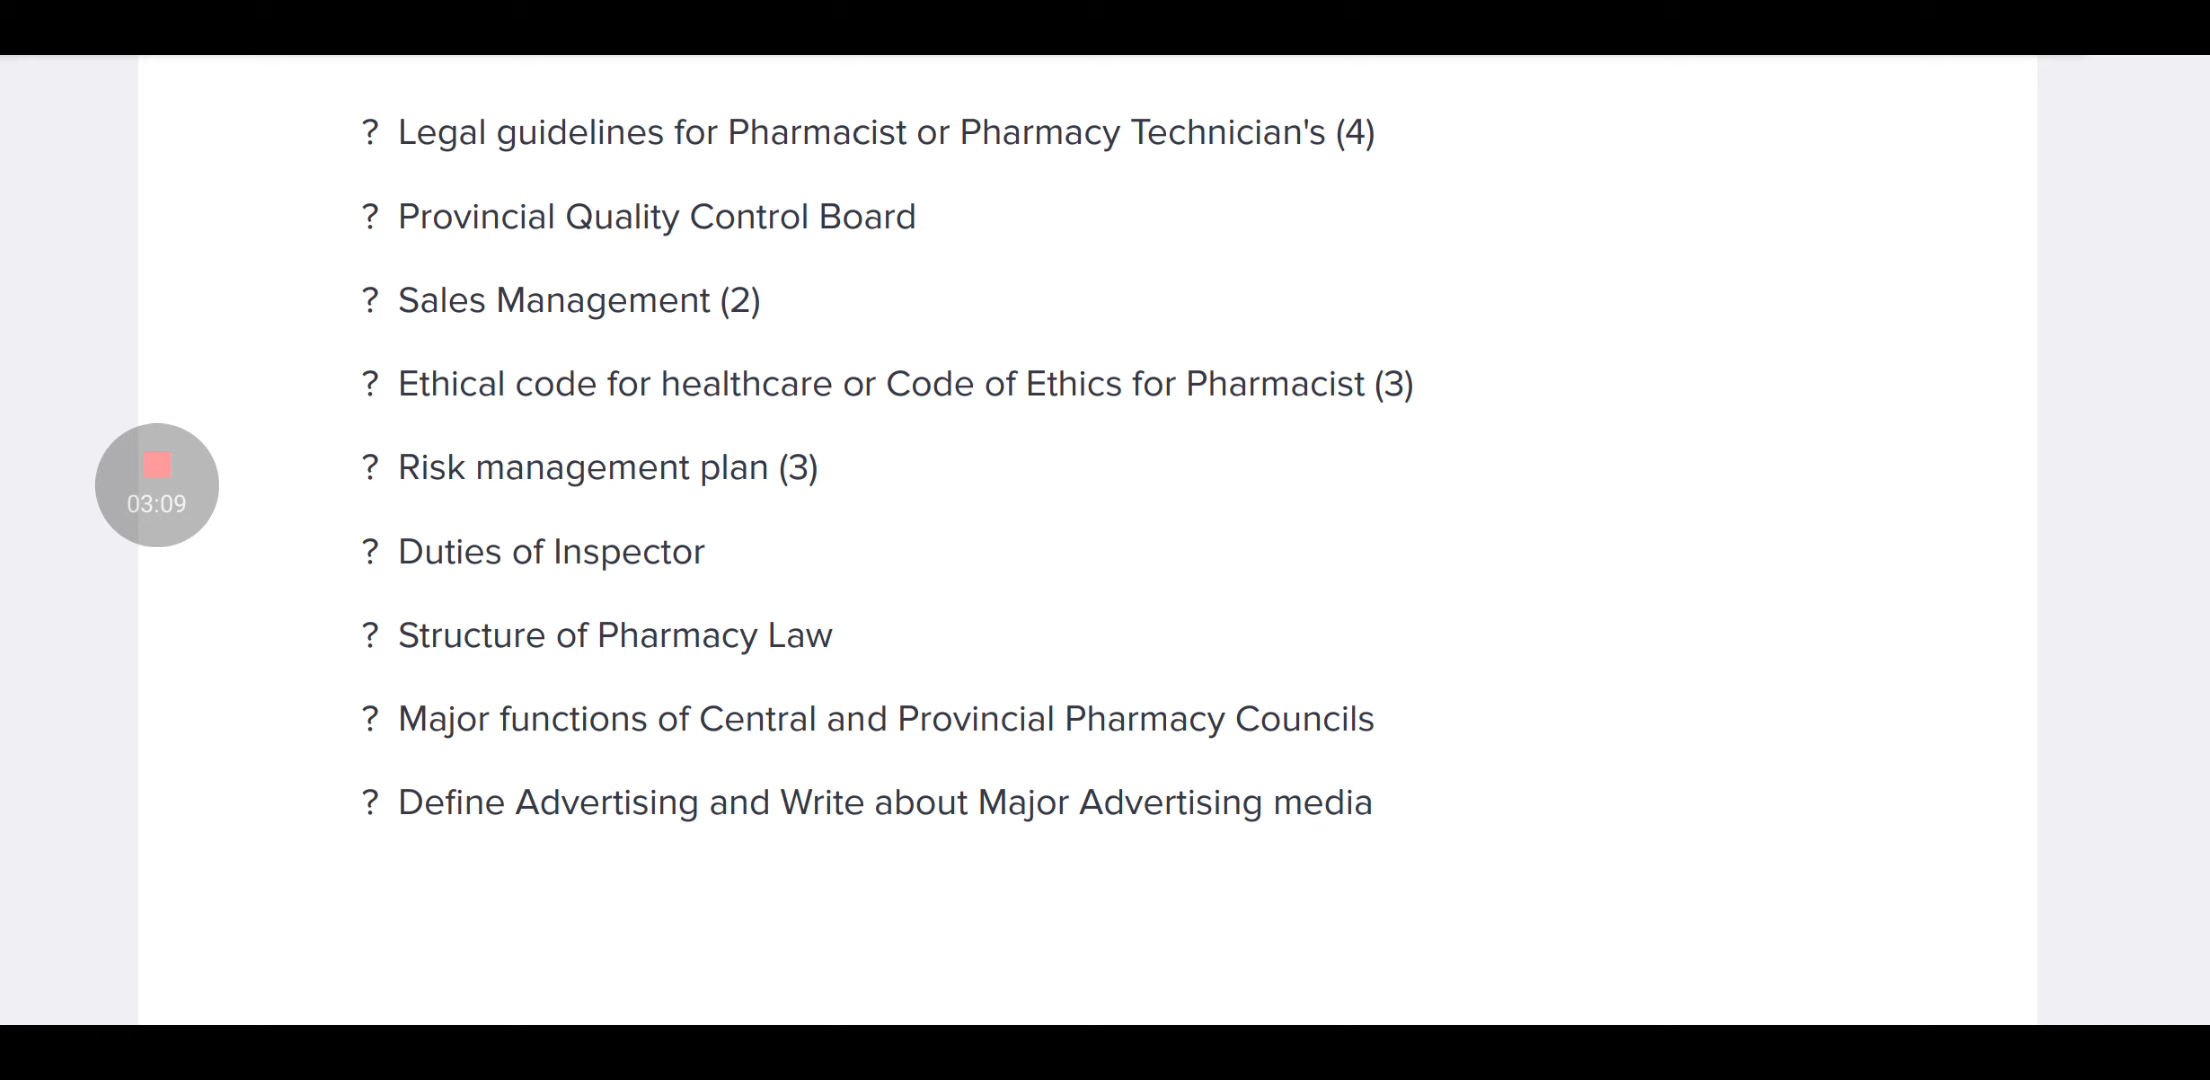 ? Legal guidelines for Pharmacist or Pharmacy Technician's (4)
? Provincial Quality Control Board
? Sales Management (2)
? Ethical code for healthcare or Code of Ethics for Pharmacist (3)
? Risk management plan (3)
03:09
? Duties of Inspector
? Structure of Pharmacy Law
? Major functions of Central and Provincial Pharmacy Councils
? Define Advertising and Write about Major Advertising media